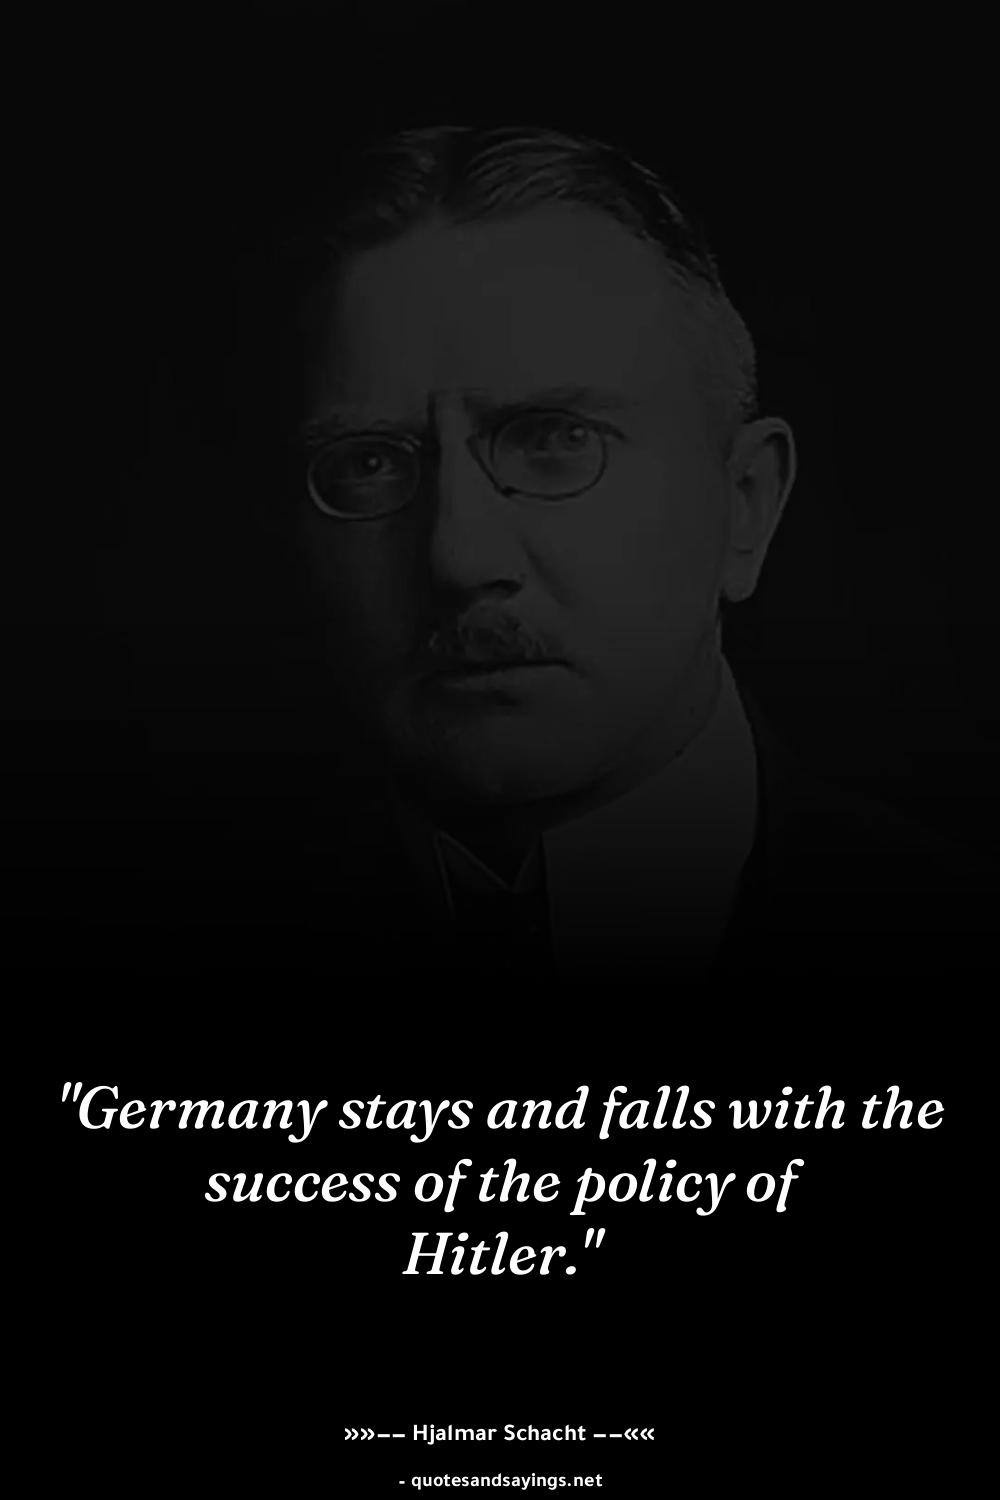 "Germany stays and falls with the
success of the policy of
Hitler."
»»-- Hjalmar Schacht --««
- quotesandsayings.net